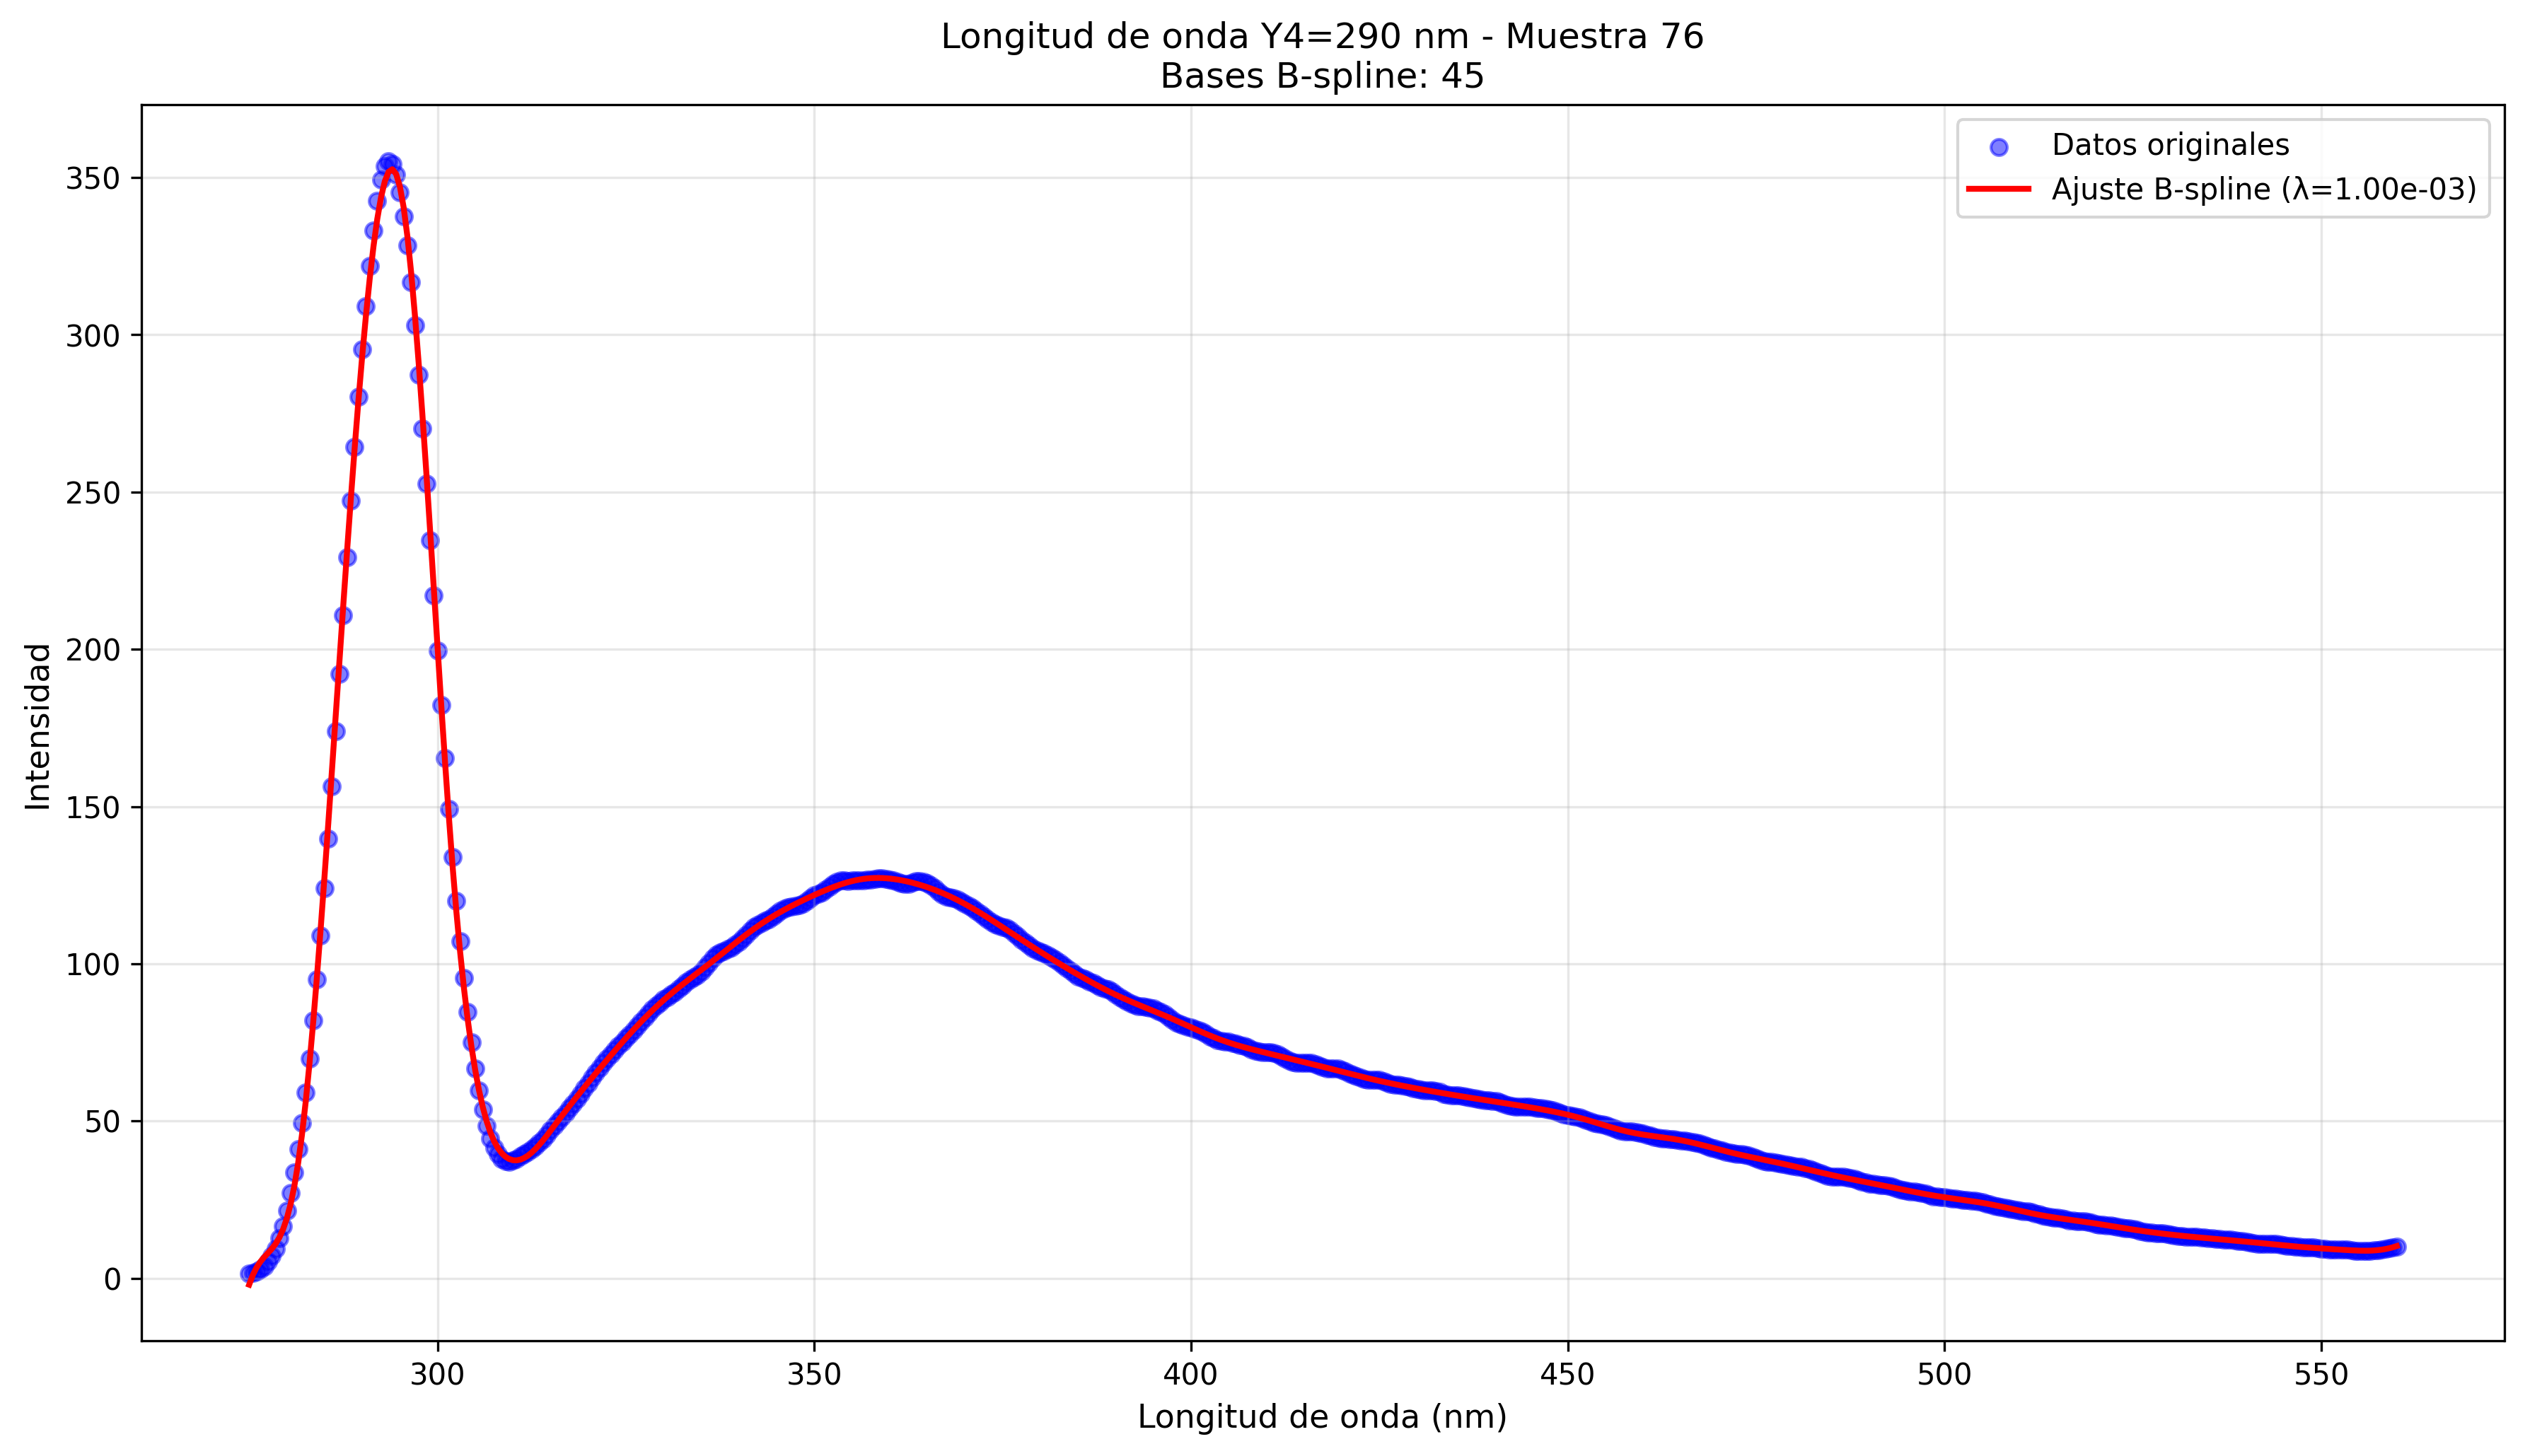 Longitud de onda Y4=290 nm - Muestra 76
Bases B-spline: 45
Datos originales
Ajuste B-spline (λ=1.00e-03)
Intensidad
350
300
250
200
150
100
50
0
300 350 400 450 500 550
Longitud de onda (nm)